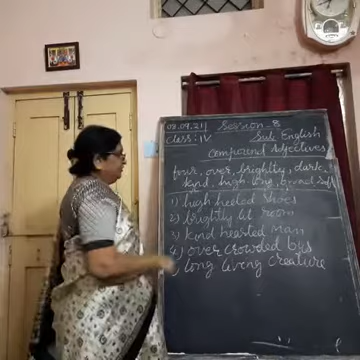 09.09.21 Session-8
Class:-IV Sub: English
Compound Adjectives
four, over, brightly, dark
kind, high, long,
1) high heeled shoes
2) brightly lit room
3) kind hearted man
4) over crowded bus
5) long living creature